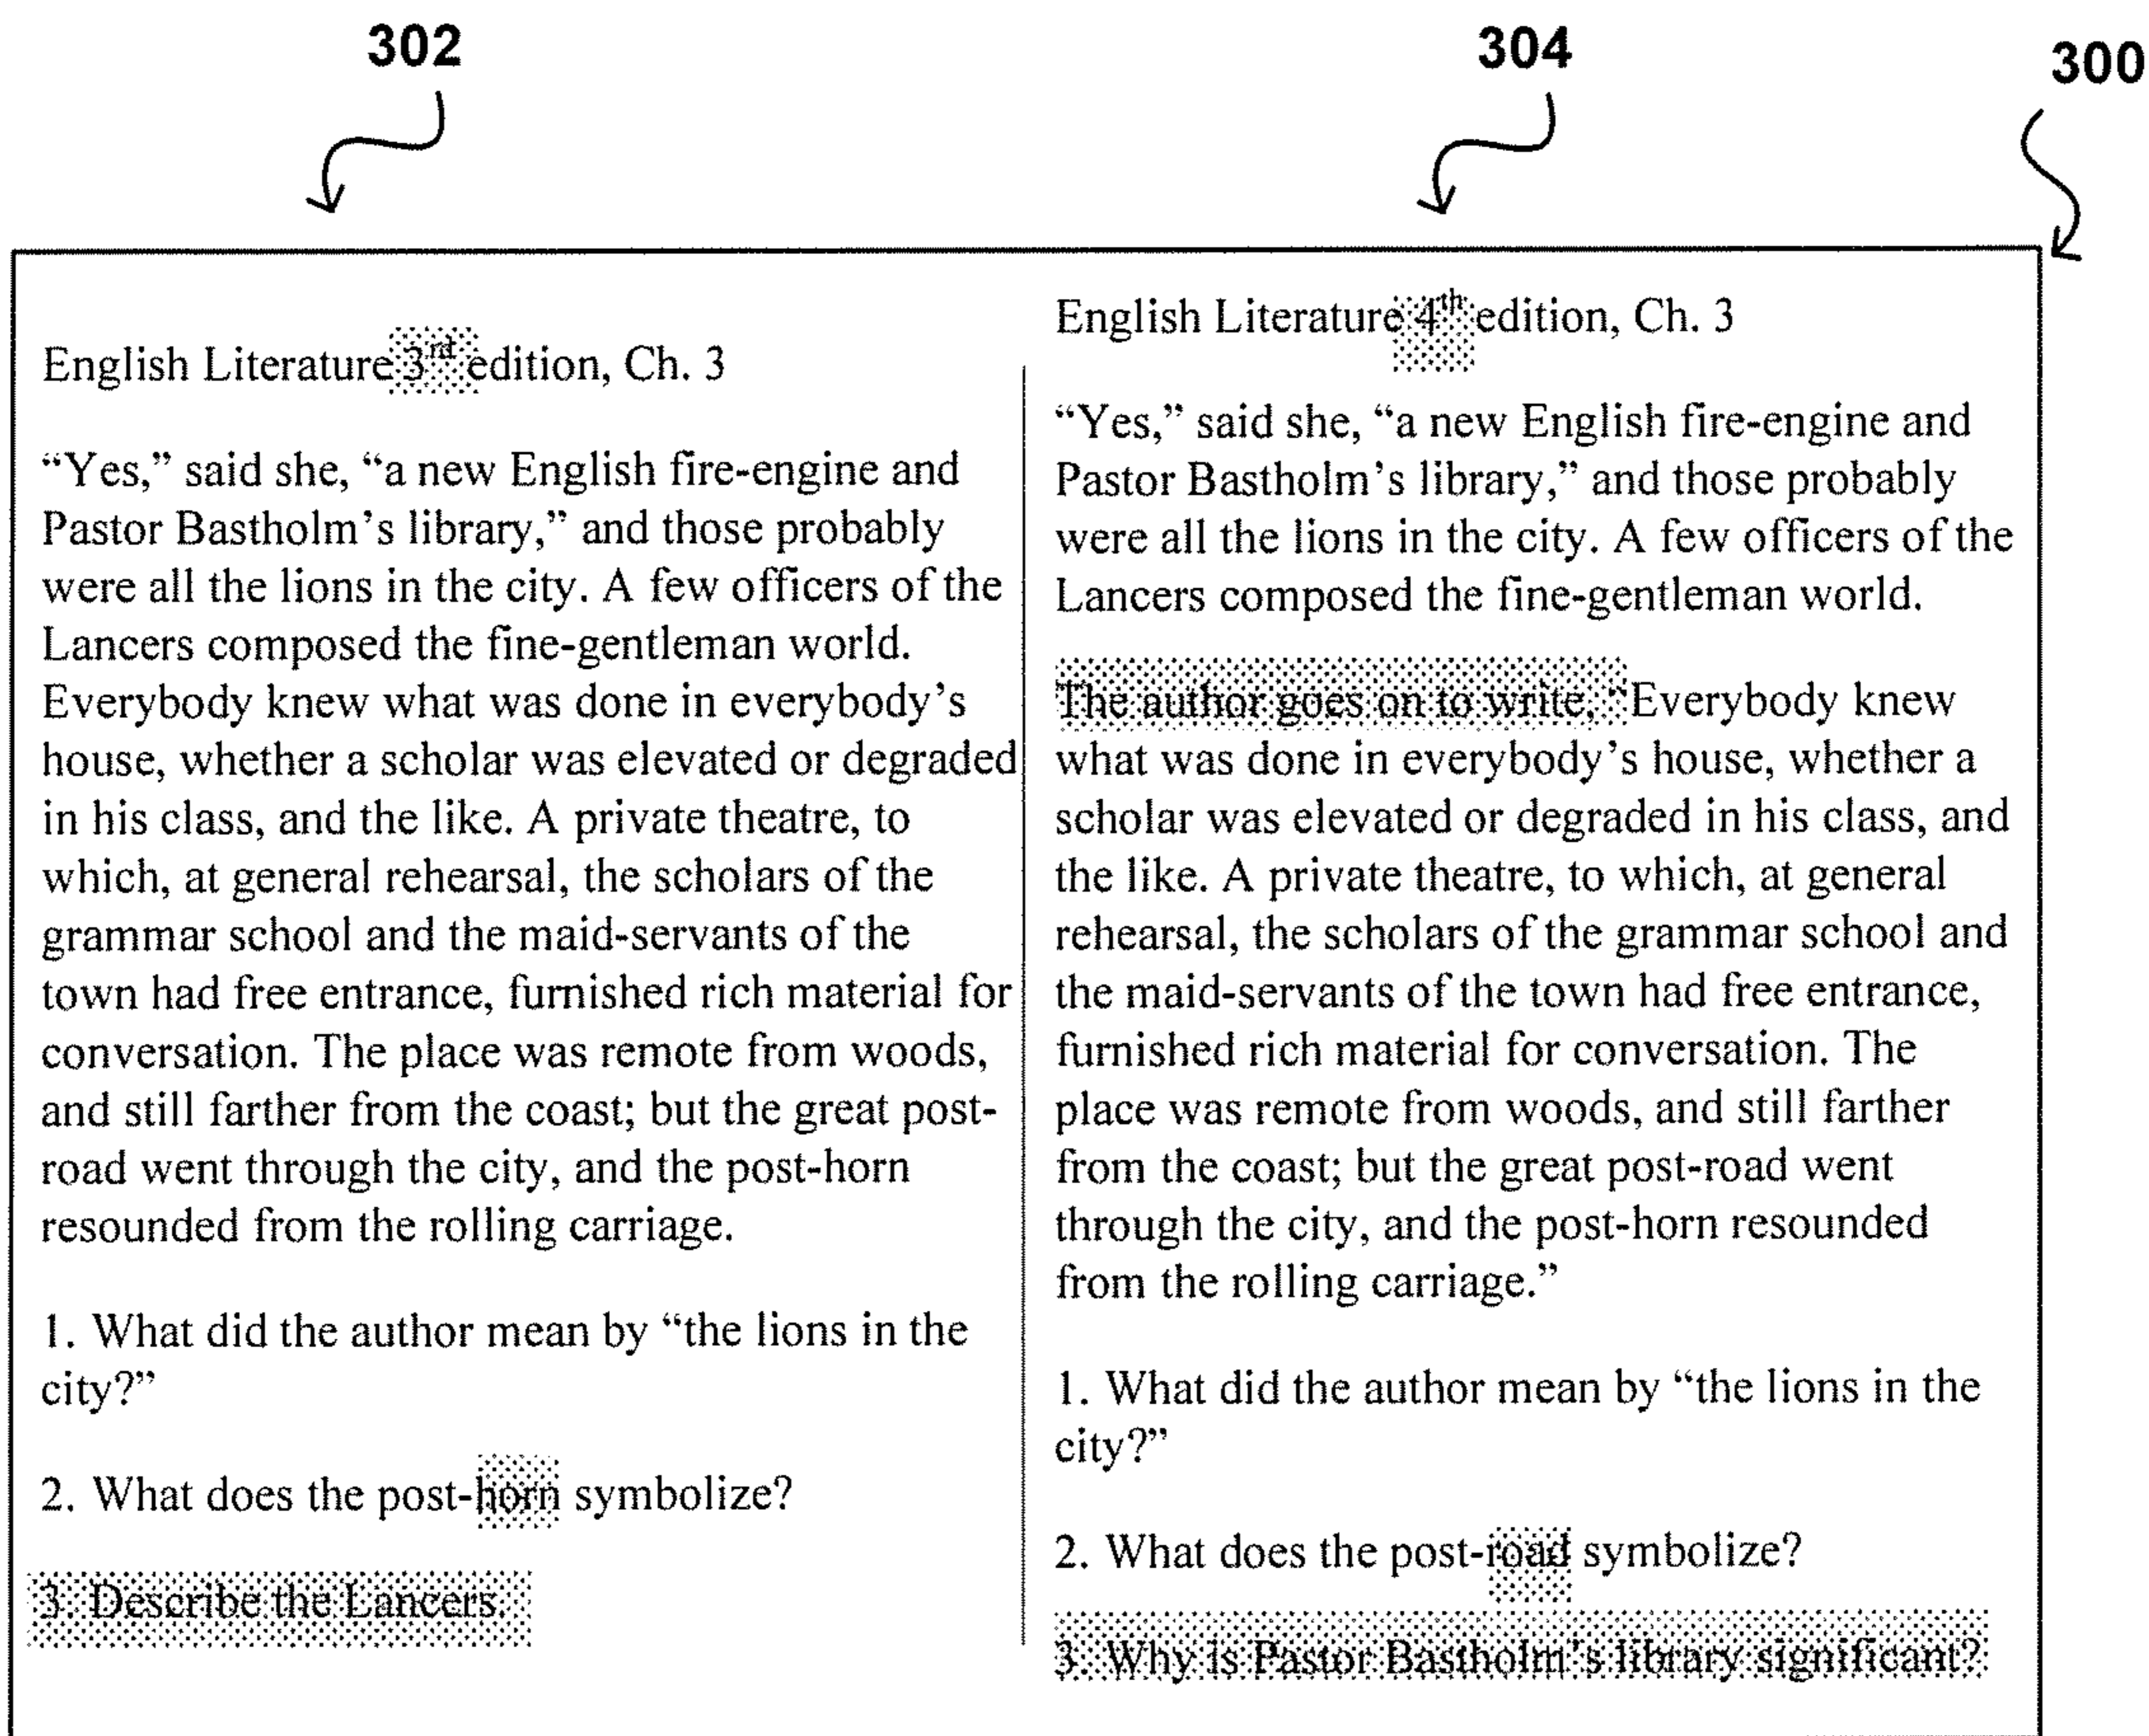 302
304
300
English Literature 3rd edition, Ch. 3
“Yes,” said she, “a new English fire-engine and
Pastor Bastholm’s library,” and those probably
were all the lions in the city. A few officers of the
Lancers composed the fine-gentleman world.
Everybody knew what was done in everybody’s
house, whether a scholar was elevated or degraded
in his class, and the like. A private theatre, to
which, at general rehearsal, the scholars of the
grammar school and the maid-servants of the
town had free entrance, furnished rich material for
conversation. The place was remote from woods,
and still farther from the coast; but the great post-
road went through the city, and the post-horn
resounded from the rolling carriage.
1. What did the author mean by “the lions in the
city?”
2. What does the post-horn symbolize?
3. Describe the Lancers.
English Literature 4th edition, Ch. 3
“Yes,” said she, “a new English fire-engine and
Pastor Bastholm’s library,” and those probably
were all the lions in the city. A few officers of the
Lancers composed the fine-gentleman world.
The author goes on to write, “Everybody knew
what was done in everybody’s house, whether a
scholar was elevated or degraded in his class, and
the like. A private theatre, to which, at general
rehearsal, the scholars of the grammar school and
the maid-servants of the town had free entrance,
furnished rich material for conversation. The
place was remote from woods, and still farther
from the coast; but the great post-road went
through the city, and the post-horn resounded
from the rolling carriage.”
1. What did the author mean by “the lions in the
city?”
2. What does the post-road symbolize?
3. Why is Pastor Bastholm’s library significant?